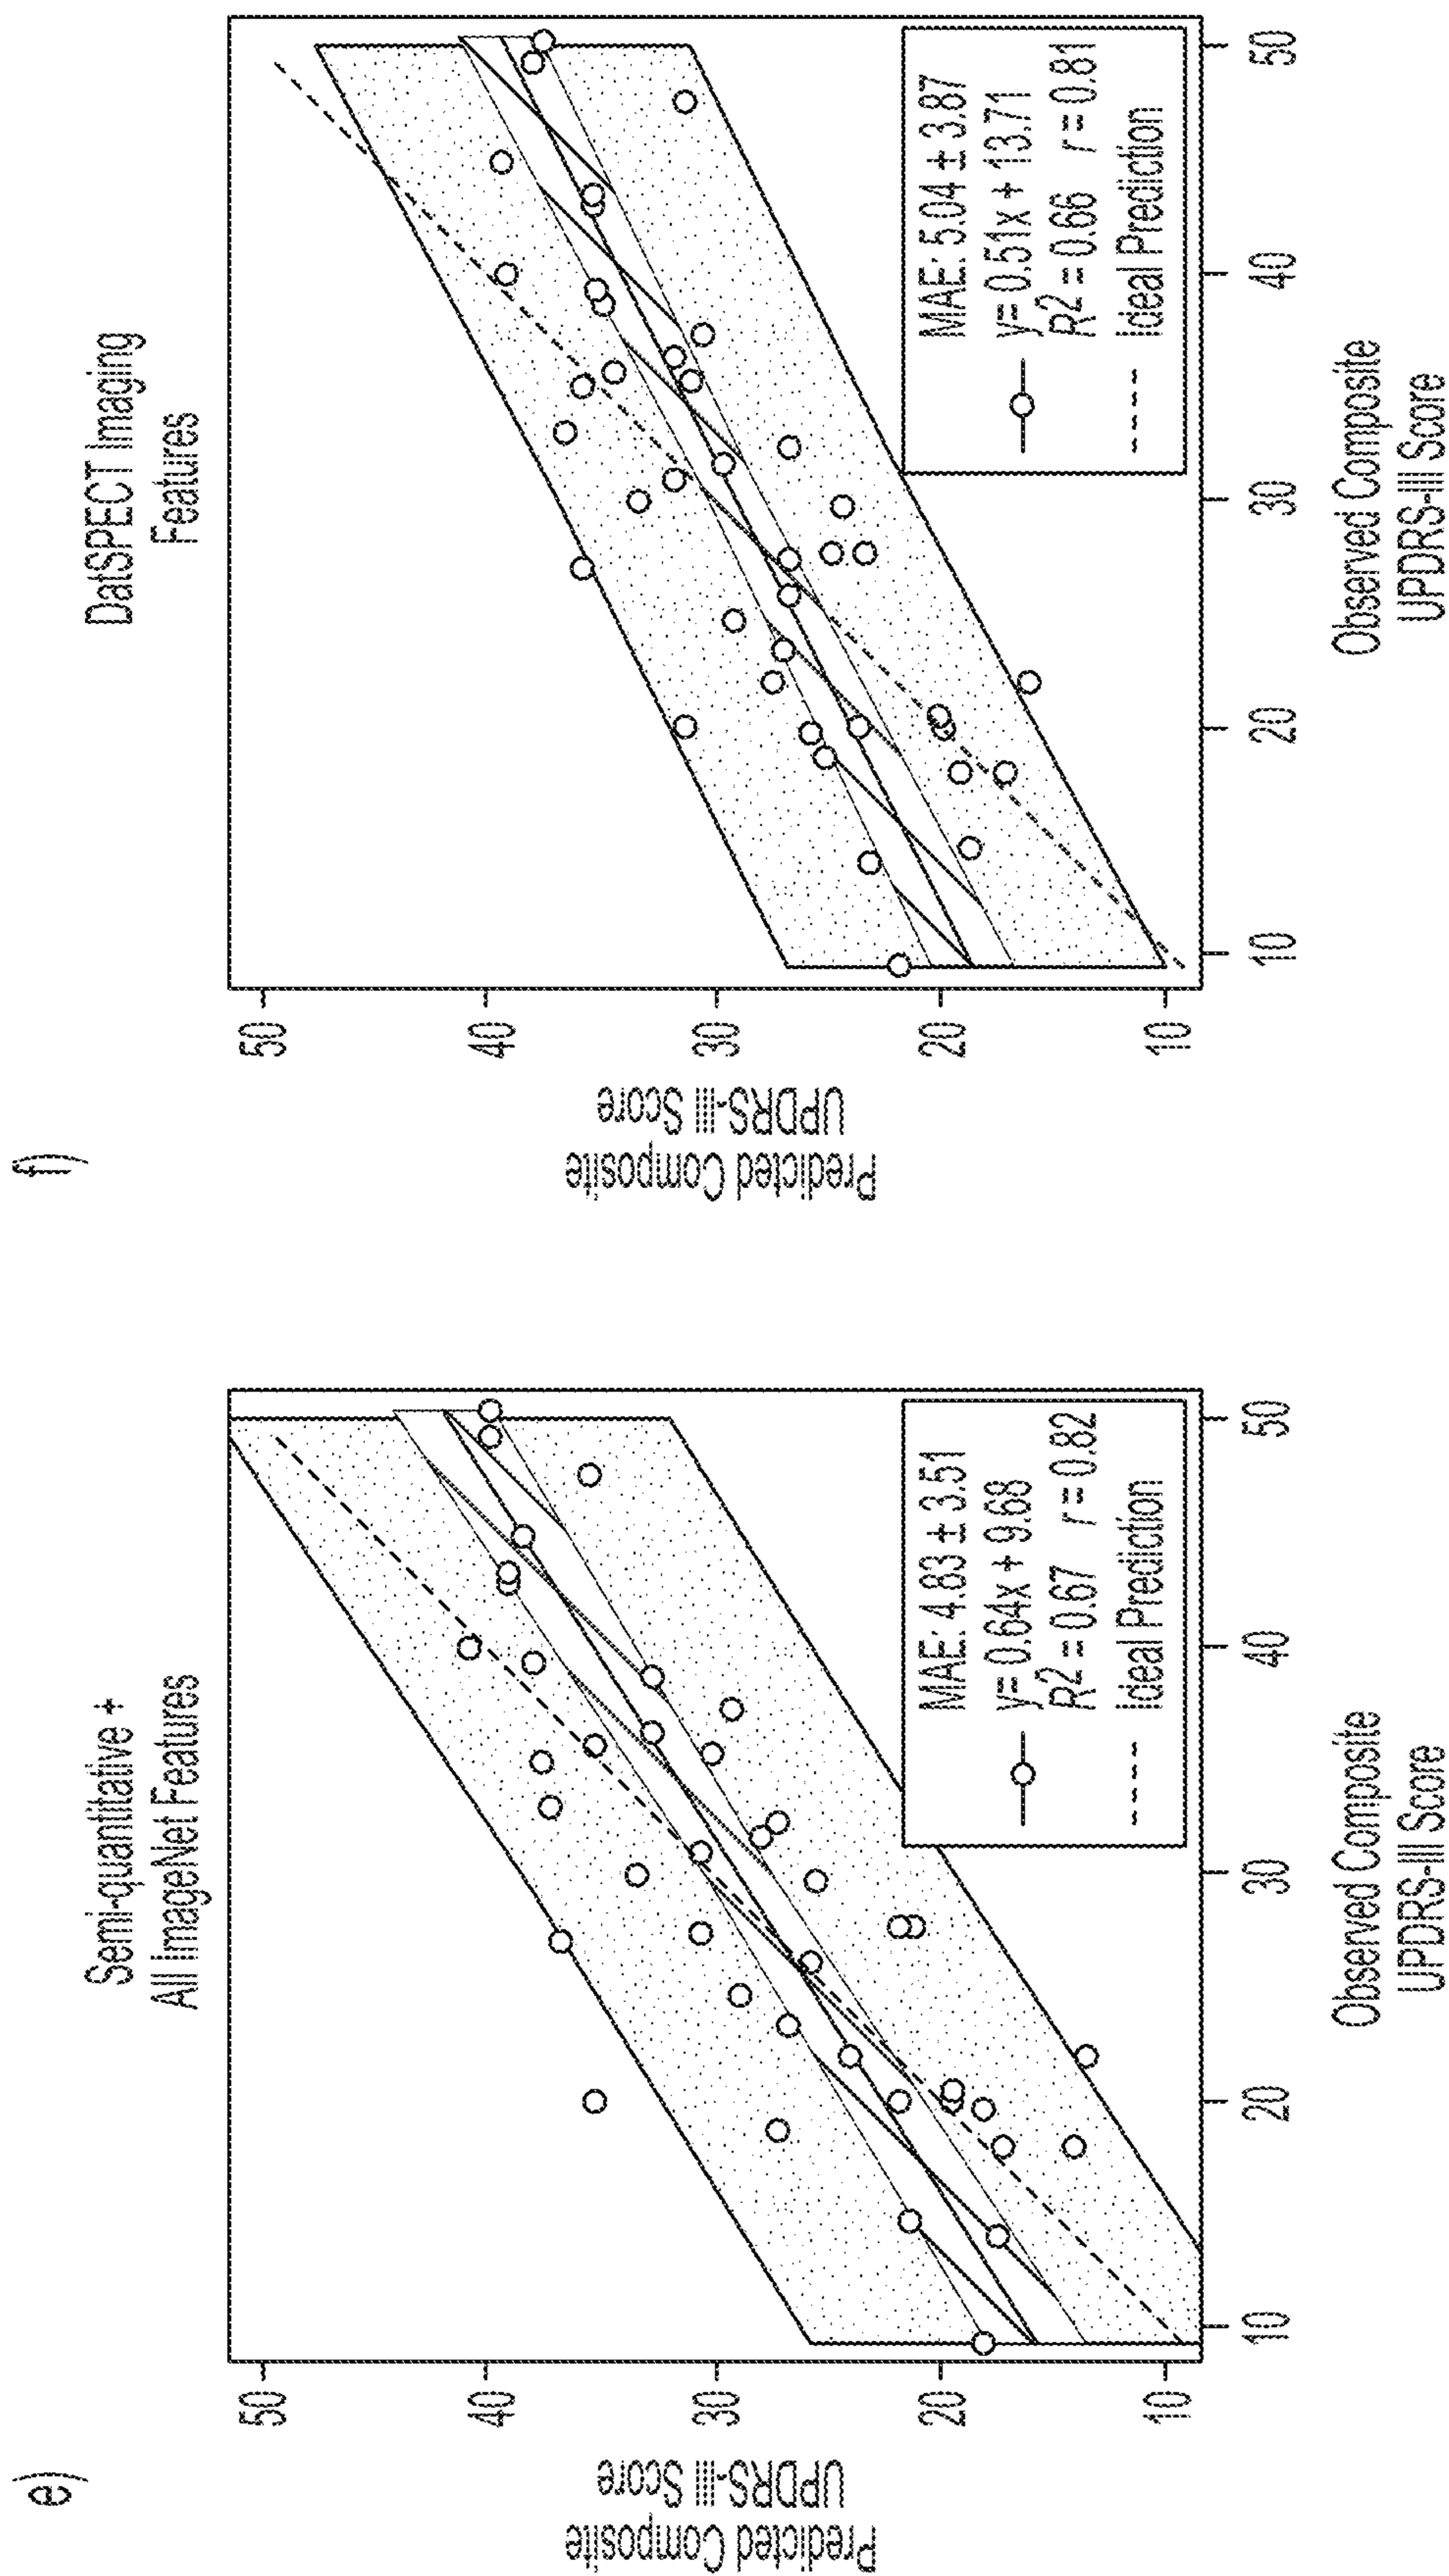 e)
Semi-quantitative +
All ImageNet Features
Predicted Composite
UPDRS-III Score
50
40
30
20
10
MAE: 4.83 ± 3.51
y= 0.64x + 9.68
R² = 0.67 r = 0.82
Ideal Prediction
10
20
30
40
50
Observed Composite
UPDRS-III Score
f)
DatSPECT Imaging
Features
Predicted Composite
UPDRS-III Score
50
40
30
20
10
MAE: 5.04 ± 3.87
y= 0.51x + 13.71
R² = 0.66 r = 0.81
Ideal Prediction
10
20
30
40
50
Observed Composite
UPDRS-III Score